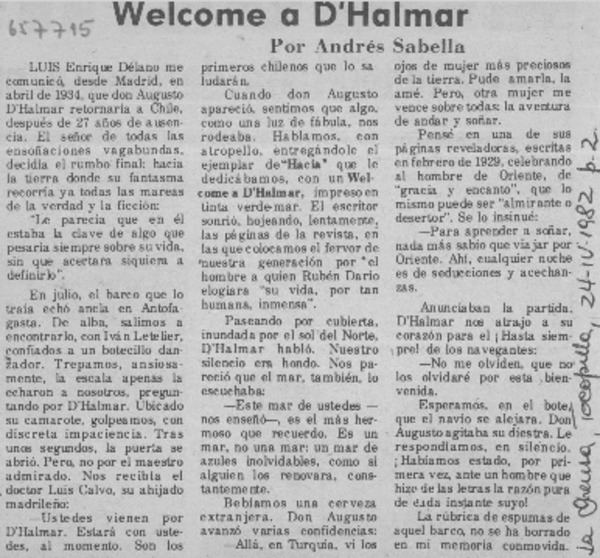 657715
Welcome a D'Halmar
Por Andrés Sabella
LUIS Enrique Délano me
comunicó, desde Madrid, en
abril de 1934, que don Augusto
D'Halmar retornaría a Chile,
después de 27 años de ausen-
cia. El señor de todas las
ensoñaciones vagabundas,
decidía el rumbo final: hacia
la tierra donde su fantasma
recorría ya todas las mareas
de la verdad y la ficción:
"Le parecía que en él
estaba la clave de algo que
pesaría siempre sobre su vida,
sin que acertara siquiera a
definirlo".
En julio, el barco que lo
traía echó ancla en Antofa-
gasta. De alba, salimos a
encontrarlo, con Iván Letelier,
confiados a un botecillo dan-
zador. Trepamos, ansiosa-
mente, la escala apenas la
echaron a nosotros, pregun-
tando por D'Halmar. Ubicado
su camarote, golpeamos, con
discreta impaciencia. Tras
unos segundos, la puerta se
abrió. Pero, no por el maestro
admirado. Nos recibía el
doctor Luis Calvo, su ahijado
madrileño:
—Ustedes vienen por
D'Halmar. Estará con uste-
des, al momento. Son los
primeros chilenos que lo sa-
ludarán.
Cuando don Augusto
apareció, sentimos que algo,
como una luz de fábula, nos
rodeaba. Hablamos, con
atropello, entregándole el
ejemplar de "Hacia" que le
dedicábamos, con un Wel-
come a D'Halmar, impreso en
tinta verde mar. El escritor
sonrió, hojeando, lentamente,
las páginas de la revista, en
las que colocamos el fervor de
nuestra generación por "el
hombre a quien Rubén Darío
elogiara "su vida, por tan
humana, inmensa".
Paseando por cubierta,
inundada por el sol del Norte,
D'Halmar habló. Nuestro
silencio era hondo. Nos pa-
reció que el mar, también, lo
escuchaba:
—Este mar de ustedes —
nos enseñó—, es el más her-
moso que recuerdo. Es un
mar, no una mar: un mar de
azules inolvidables, como si
alguien los renovara, cons-
tantemente.
Bebíamos una cerveza
extranjera. Don Augusto
avanzó varias confidencias:
—Allá, en Turquía, vi los
ojos de mujer más preciosos
de la tierra. Pude amarla, la
amé. Pero, otra mujer me
vence sobre todas: la aventura
de andar y soñar.
Pensé en una de sus
páginas reveladoras, escritas
en febrero de 1929, celebrando
al hombre de Oriente, de
"gracia y encanto", que lo
mismo puede ser "almirante o
desertor". Se lo insinué:
—Para aprender a soñar,
nada más sabio que viajar por
Oriente. Ahí, cualquier noche
es de seducciones y acechan-
zas.
Anunciaban la partida.
D'Halmar nos atrajo a su
corazón para el ¡Hasta siem-
pre! de los navegantes:
—No me olviden, que no
los olvidaré por esta bien-
venida.
Esperamos, en el bote,
que el navío se alejara. Don
Augusto agitaba su diestra. Le
respondíamos, en silencio.
¡Habíamos estado, por pri-
mera vez, ante un hombre que
hizo de las letras la razón pura
de cada instante suyo!
La rúbrica de espumas de
aquel barco, no se ha borrado
en mi memoria conmovida.
La Prensa, Tocopilla, 24-IV-1982 p. 2.